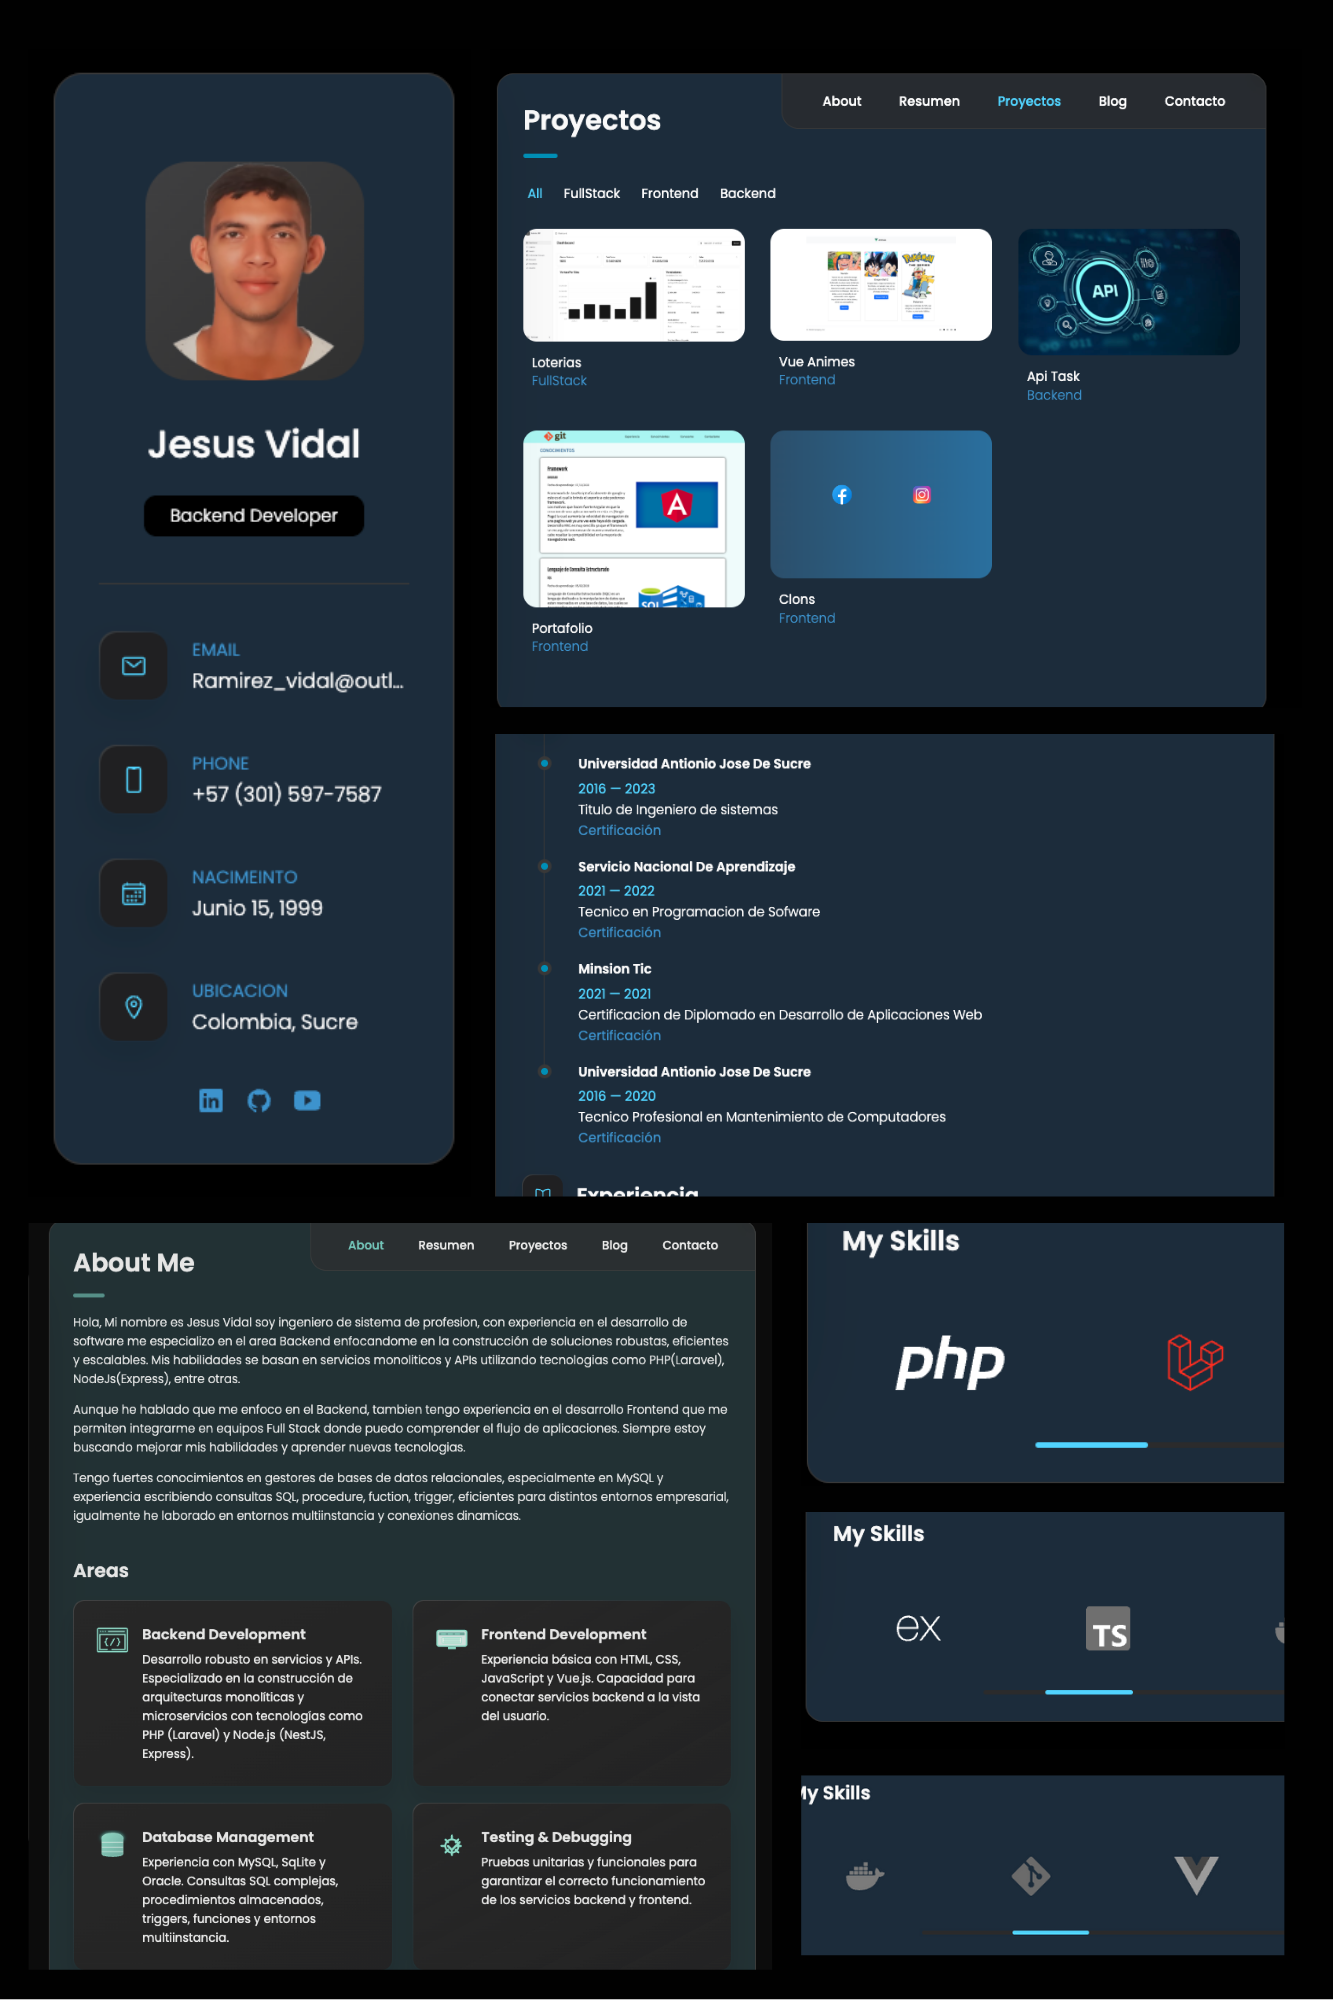 Jesus Vidal
Backend Developer
EMAIL
Ramirez_vidal@outl...
PHONE
+57 (301) 597-7587
NACIMEINTO
Junio 15, 1999
UBICACION
Colombia, Sucre
in
About Resumen Proyectos Blog Contacto
Proyectos
All FullStack Frontend Backend
Loterias
FullStack
Vue Animes
Frontend
API
Api Task
Backend
git
CONOCIMIENTOS
Framework
Lenguaje de Consulta Estructurada
SQL
Portafolio
Frontend
Clons
Frontend
Universidad Antionio Jose De Sucre
2016 — 2023
Titulo de Ingeniero de sistemas
Certificación
Servicio Nacional De Aprendizaje
2021 — 2022
Tecnico en Programacion de Sofware
Certificación
Minsion Tic
2021 — 2021
Certificacion de Diplomado en Desarrollo de Aplicaciones Web
Certificación
Universidad Antionio Jose De Sucre
2016 — 2020
Tecnico Profesional en Mantenimiento de Computadores
Certificación
Experiencia
About Resumen Proyectos Blog Contacto
About Me
Hola, Mi nombre es Jesus Vidal soy ingeniero de sistema de profesion, con experiencia en el desarrollo de
software me especializo en el area Backend enfocandome en la construcción de soluciones robustas, eficientes
y escalables. Mis habilidades se basan en servicios monoliticos y APIs utilizando tecnologias como PHP(Laravel),
NodeJs(Express), entre otras.
Aunque he hablado que me enfoco en el Backend, tambien tengo experiencia en el desarrollo Frontend que me
permiten integrarme en equipos Full Stack donde puedo comprender el flujo de aplicaciones. Siempre estoy
buscando mejorar mis habilidades y aprender nuevas tecnologias.
Tengo fuertes conocimientos en gestores de bases de datos relacionales, especialmente en MySQL y
experiencia escribiendo consultas SQL, procedure, fuction, trigger, eficientes para distintos entornos empresarial,
igualmente he laborado en entornos multiinstancia y conexiones dinamicas.
Areas
Backend Development
Desarrollo robusto en servicios y APIs.
Especializado en la construcción de
arquitecturas monolíticas y
microservicios con tecnologías como
PHP (Laravel) y Node.js (NestJS,
Express).
Frontend Development
Experiencia básica con HTML, CSS,
JavaScript y Vue.js. Capacidad para
conectar servicios backend a la vista
del usuario.
Database Management
Experiencia con MySQL, SqLite y
Oracle. Consultas SQL complejas,
procedimientos almacenados,
triggers, funciones y entornos
multiinstancia.
Testing & Debugging
Pruebas unitarias y funcionales para
garantizar el correcto funcionamiento
de los servicios backend y frontend.
My Skills
php
My Skills
ex
TS
My Skills